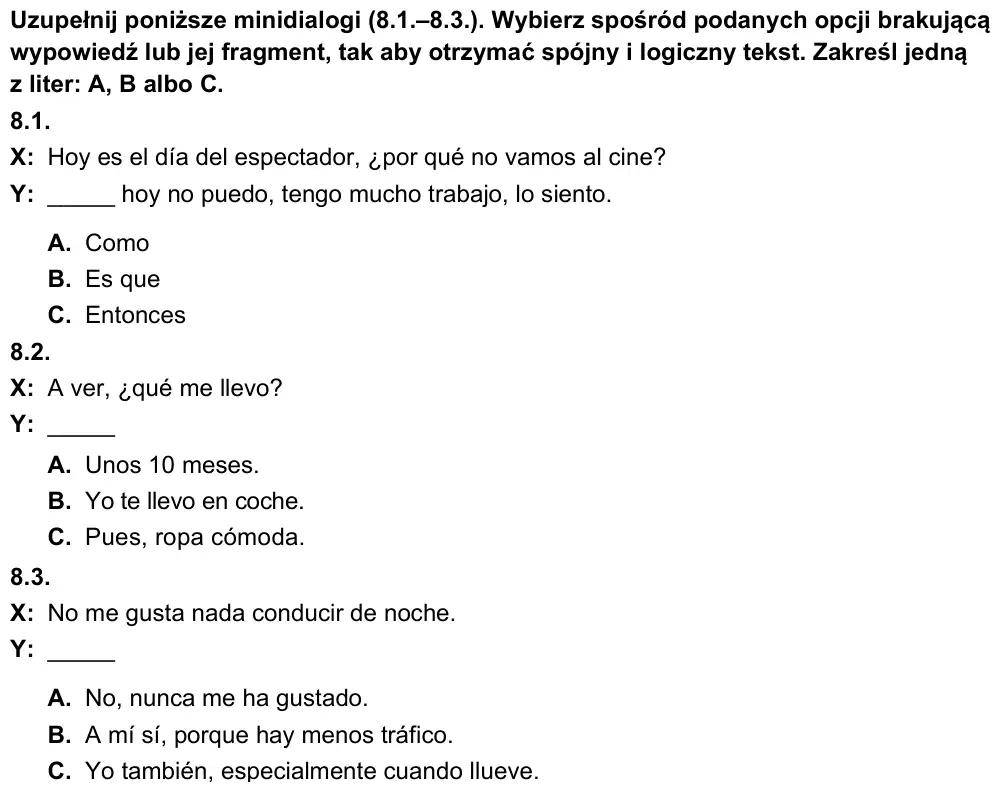 Uzupełnij poniższe minidialogi (8.1.–8.3.). Wybierz spośród podanych opcji brakującą
wypowiedź lub jej fragment, tak aby otrzymać spójny i logiczny tekst. Zakreśl jedną
z liter: A, B albo C.
8.1.
X: Hoy es el día del espectador, ¿por qué no vamos al cine?
Y: _____ hoy no puedo, tengo mucho trabajo, lo siento.
A. Como
B. Es que
C. Entonces
8.2.
X: A ver, ¿qué me llevo?
Y: _____
A. Unos 10 meses.
B. Yo te llevo en coche.
C. Pues, ropa cómoda.
8.3.
X: No me gusta nada conducir de noche.
Y: _____
A. No, nunca me ha gustado.
B. A mí sí, porque hay menos tráfico.
C. Yo también, especialmente cuando llueve.